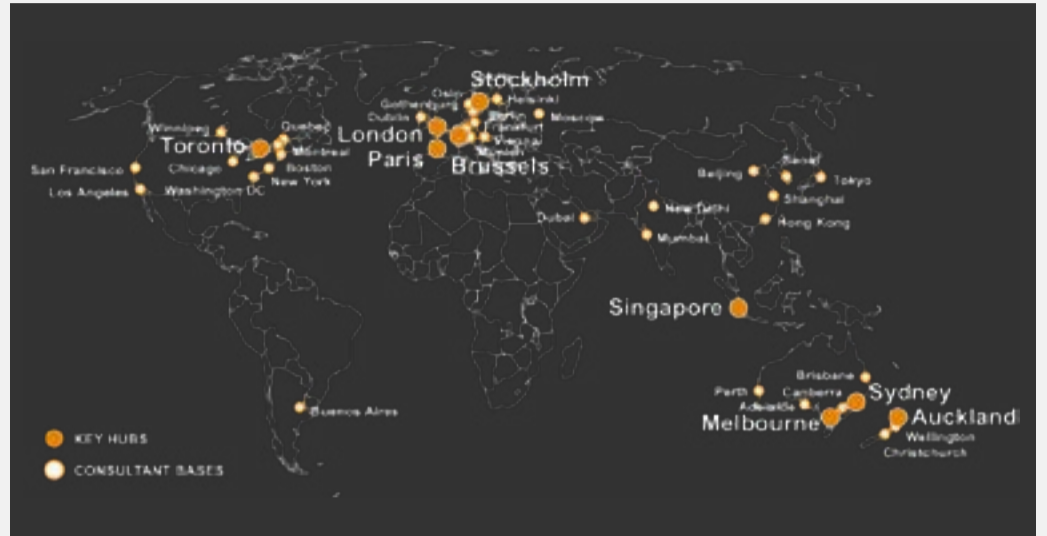 Stockholm
Oslo
Helsinki
Gothenburg
Dublin
Berlin
Moscow
London
Frankfurt
Vienna
Munich
Paris
Brussels
Winnipeg
Quebec
Toronto
Montreal
Chicago
Boston
San Francisco
New York
Washington DC
Los Angeles
Seoul
Beijing
Tokyo
Shanghai
New Delhi
Dubai
Hong Kong
Mumbai
Singapore
Brisbane
Perth
Canberra
Sydney
Adelaide
Melbourne
Auckland
Buenos Aires
Wellington
Christchurch
KEY HUBS
CONSULTANT BASES